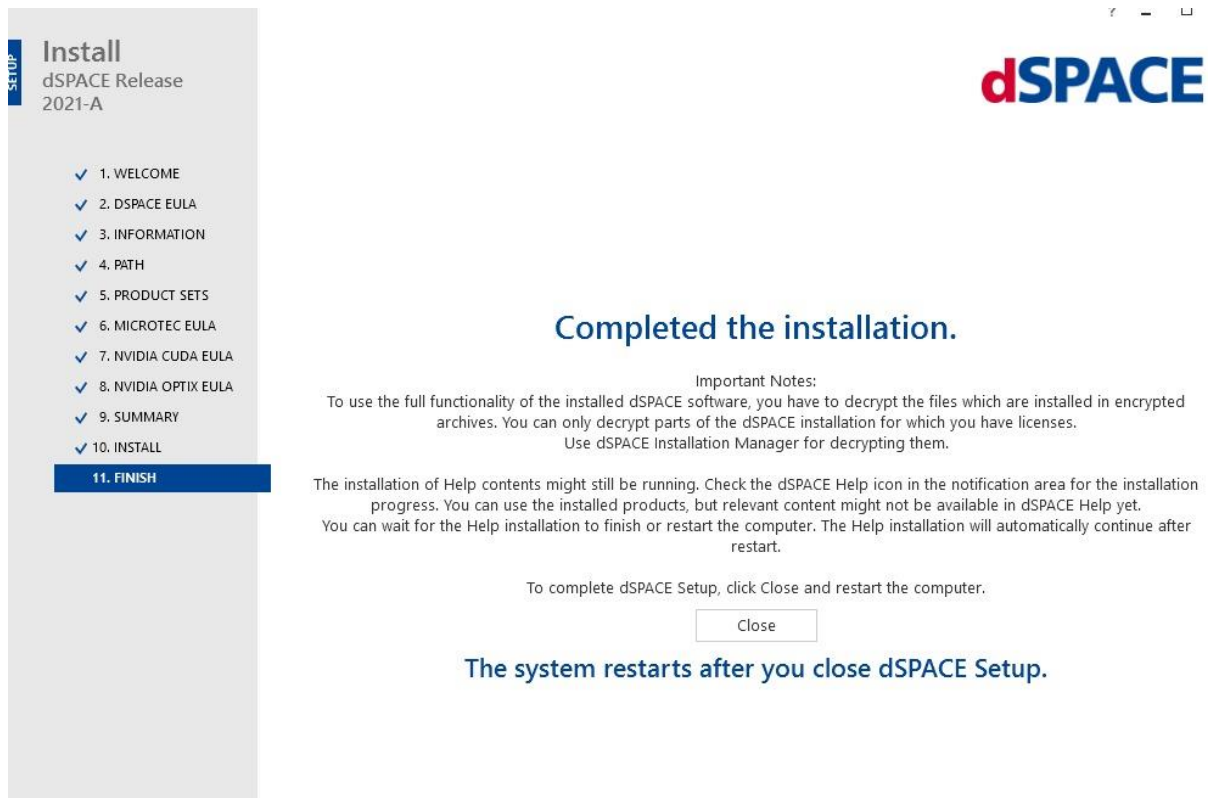 SETUP
Install
dSPACE Release
2021-A
?
dSPACE
1. WELCOME
2. DSPACE EULA
3. INFORMATION
4. PATH
5. PRODUCT SETS
6. MICROTEC EULA
7. NVIDIA CUDA EULA
8. NVIDIA OPTIX EULA
9. SUMMARY
10. INSTALL
11. FINISH
Completed the installation.
Important Notes:
To use the full functionality of the installed dSPACE software, you have to decrypt the files which are installed in encrypted
archives. You can only decrypt parts of the dSPACE installation for which you have licenses.
Use dSPACE Installation Manager for decrypting them.
The installation of Help contents might still be running. Check the dSPACE Help icon in the notification area for the installation
progress. You can use the installed products, but relevant content might not be available in dSPACE Help yet.
You can wait for the Help installation to finish or restart the computer. The Help installation will automatically continue after
restart.
To complete dSPACE Setup, click Close and restart the computer.
Close
The system restarts after you close dSPACE Setup.